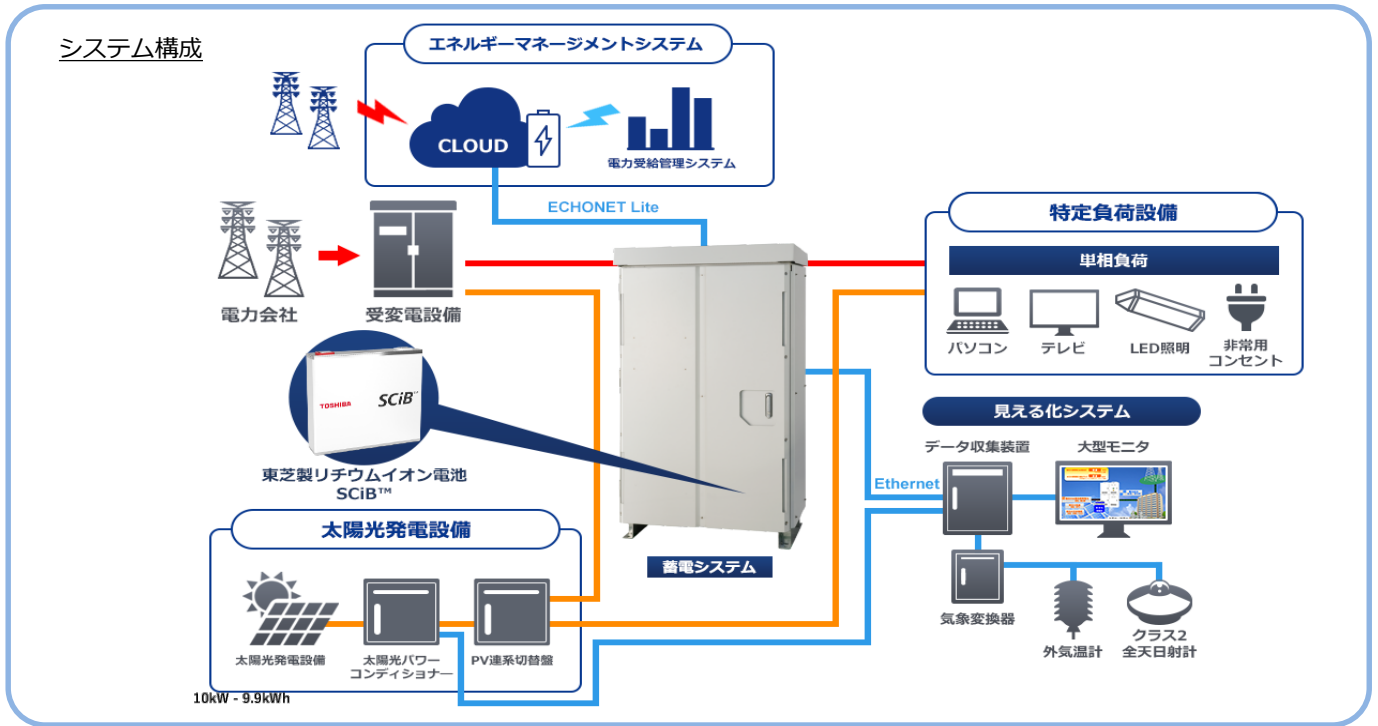 システム構成
エネルギーマネージメントシステム
CLOUD
電力受給管理システム
ECHONET Lite
電力会社
受変電設備
特定負荷設備
単相負荷
パソコン
テレビ
LED照明
非常用
コンセント
TOSHIBA
SCiB™
東芝製リチウムイオン電池
SCiB™
見える化システム
データ収集装置
大型モニタ
Ethernet
太陽光発電設備
蓄電システム
気象変換器
外気温計
クラス2
全天日射計
太陽光発電設備
太陽光パワー
コンディショナー
PV連系切替盤
10kW - 9.9kWh